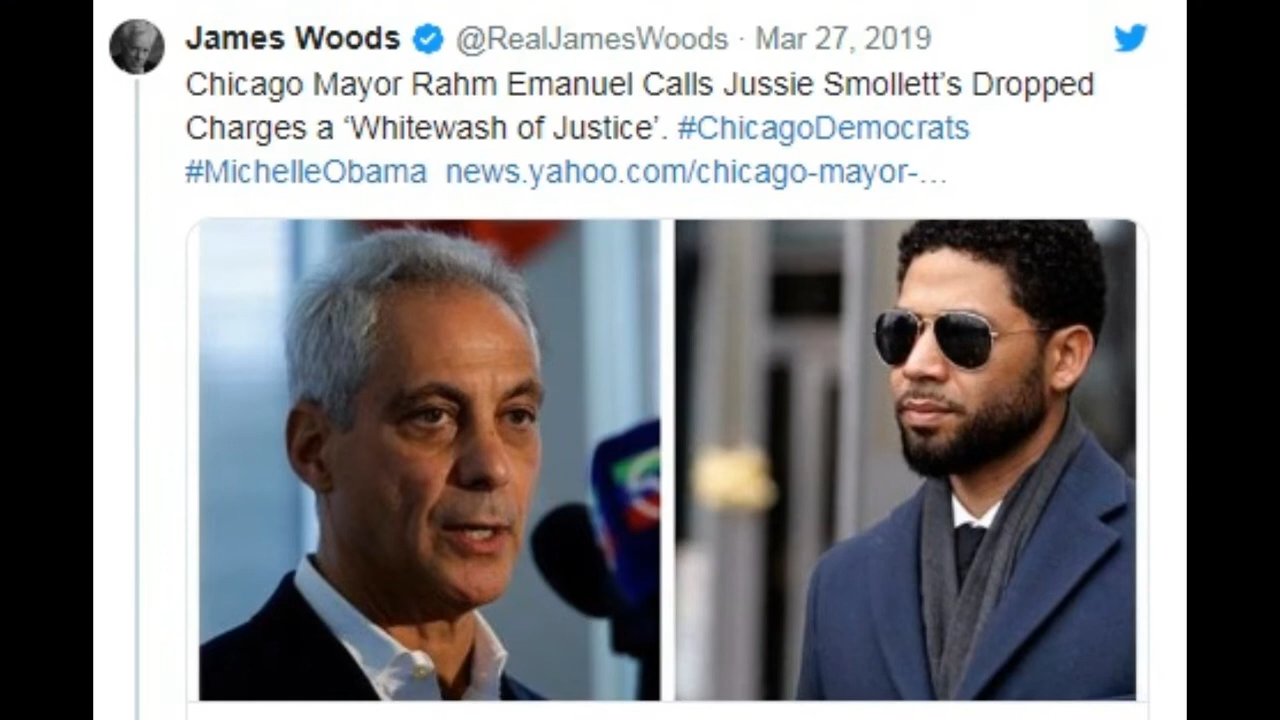 James Woods @RealJamesWoods · Mar 27, 2019
Chicago Mayor Rahm Emanuel Calls Jussie Smollett’s Dropped
Charges a ‘Whitewash of Justice’. #ChicagoDemocrats
#MichelleObama news.yahoo.com/chicago-mayor-…